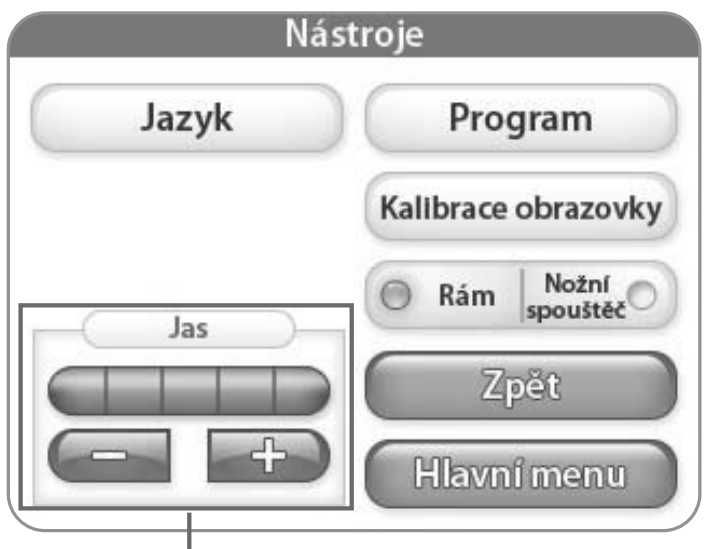 Nástroje
Jazyk
Program
Kalibrace obrazovky
Rám
Nožní
spouštěč
Jas
− +
Zpět
Hlavní menu